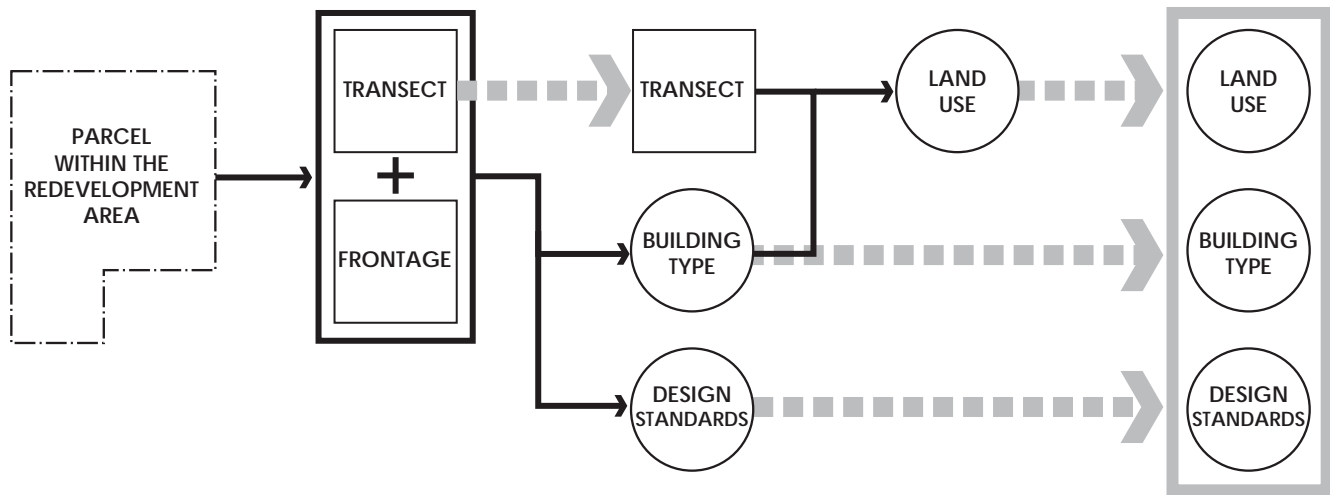 PARCEL
WITHIN THE
REDEVELOPMENT
AREA
TRANSECT
+
FRONTAGE
TRANSECT
BUILDING
TYPE
DESIGN
STANDARDS
LAND
USE
LAND
USE
BUILDING
TYPE
DESIGN
STANDARDS